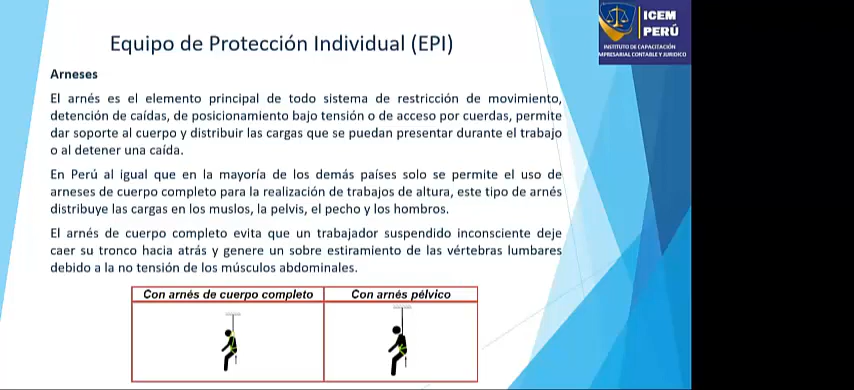 ICEM
PERÚ
INSTITUTO DE CAPACITACIÓN
EMPRESARIAL CONTABLE Y JURIDICO
Equipo de Protección Individual (EPI)
Arneses
El arnés es el elemento principal de todo sistema de restricción de movimiento,
detención de caídas, de posicionamiento bajo tensión o de acceso por cuerdas, permite
dar soporte al cuerpo y distribuir las cargas que se puedan presentar durante el trabajo
o al detener una caída.
En Perú al igual que en la mayoría de los demás países solo se permite el uso de
arneses de cuerpo completo para la realización de trabajos de altura, este tipo de arnés
distribuye las cargas en los muslos, la pelvis, el pecho y los hombros.
El arnés de cuerpo completo evita que un trabajador suspendido inconsciente deje
caer su tronco hacia atrás y genere un sobre estiramiento de las vértebras lumbares
debido a la no tensión de los músculos abdominales.
Con arnés de cuerpo completo
Con arnés pélvico